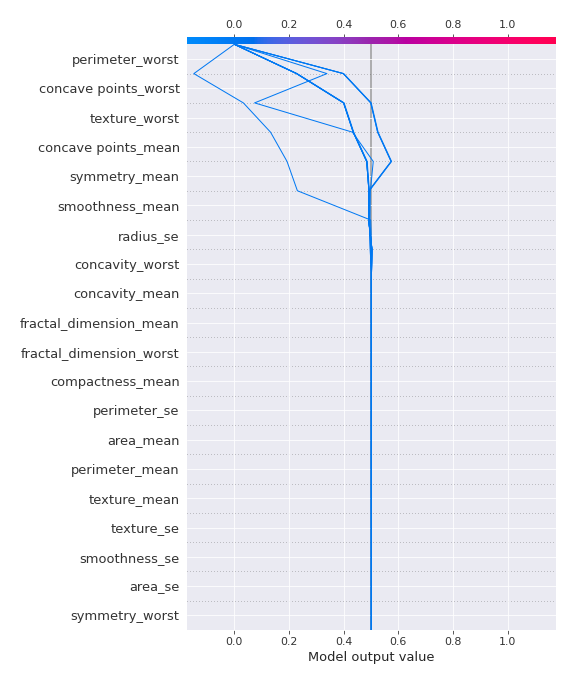 0.0 0.2 0.4 0.6 0.8 1.0
perimeter_worst
concave points_worst
texture_worst
concave points_mean
symmetry_mean
smoothness_mean
radius_se
concavity_worst
concavity_mean
fractal_dimension_mean
fractal_dimension_worst
compactness_mean
perimeter_se
area_mean
perimeter_mean
texture_mean
texture_se
smoothness_se
area_se
symmetry_worst
0.0 0.2 0.4 0.6 0.8 1.0
Model output value